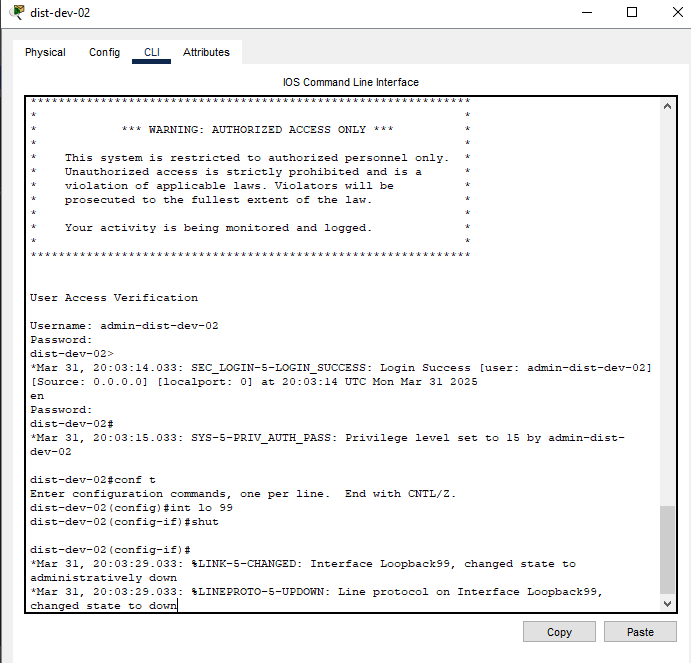 dist-dev-02
Physical Config CLI Attributes
IOS Command Line Interface
***************************************************************
* *
* *** WARNING: AUTHORIZED ACCESS ONLY *** *
* *
* This system is restricted to authorized personnel only. *
* Unauthorized access is strictly prohibited and is a *
* violation of applicable laws. Violators will be *
* prosecuted to the fullest extent of the law. *
* *
* Your activity is being monitored and logged. *
* *
***************************************************************
User Access Verification
Username: admin-dist-dev-02
Password:
dist-dev-02>
*Mar 31, 20:03:14.033: SEC_LOGIN-5-LOGIN_SUCCESS: Login Success [user: admin-dist-dev-02]
[Source: 0.0.0.0] [localport: 0] at 20:03:14 UTC Mon Mar 31 2025
en
Password:
dist-dev-02#
*Mar 31, 20:03:15.033: SYS-5-PRIV_AUTH_PASS: Privilege level set to 15 by admin-dist-
dev-02
dist-dev-02#conf t
Enter configuration commands, one per line. End with CNTL/Z.
dist-dev-02(config)#int lo 99
dist-dev-02(config-if)#shut
dist-dev-02(config-if)#
*Mar 31, 20:03:29.033: %LINK-5-CHANGED: Interface Loopback99, changed state to
administratively down
*Mar 31, 20:03:29.033: %LINEPROTO-5-UPDOWN: Line protocol on Interface Loopback99,
changed state to down
Copy Paste